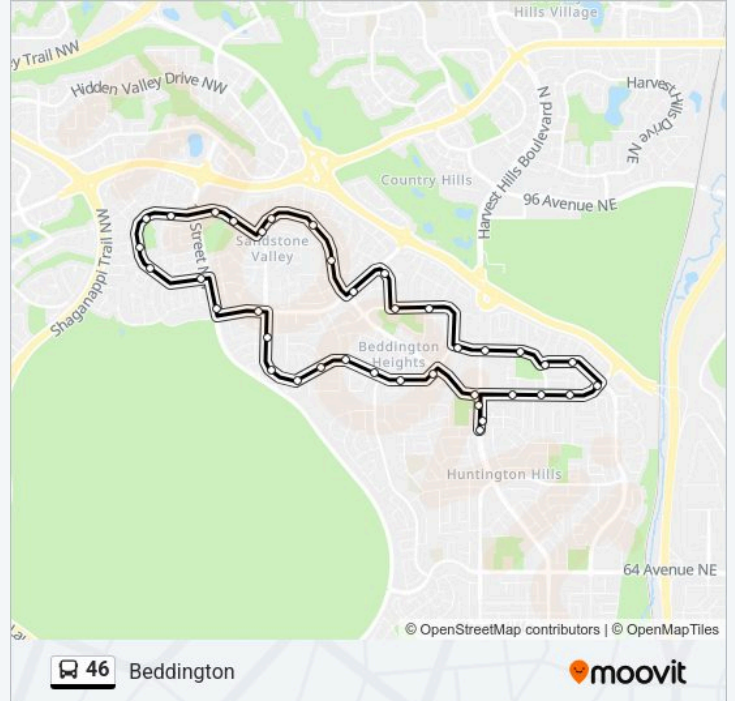 Hills Village
y Trail NW
Hidden Valley Drive NW
Harvest Hills Drive NE
Harvest Hills Boulevard N
Country Hills
96 Avenue NE
Shaganappi Trail NW
Street N
Sandstone
Valley
Beddington
Heights
Huntington Hills
64 Avenue NE
La
© OpenStreetMap contributors | © OpenMapTiles
46 Beddington
moovit